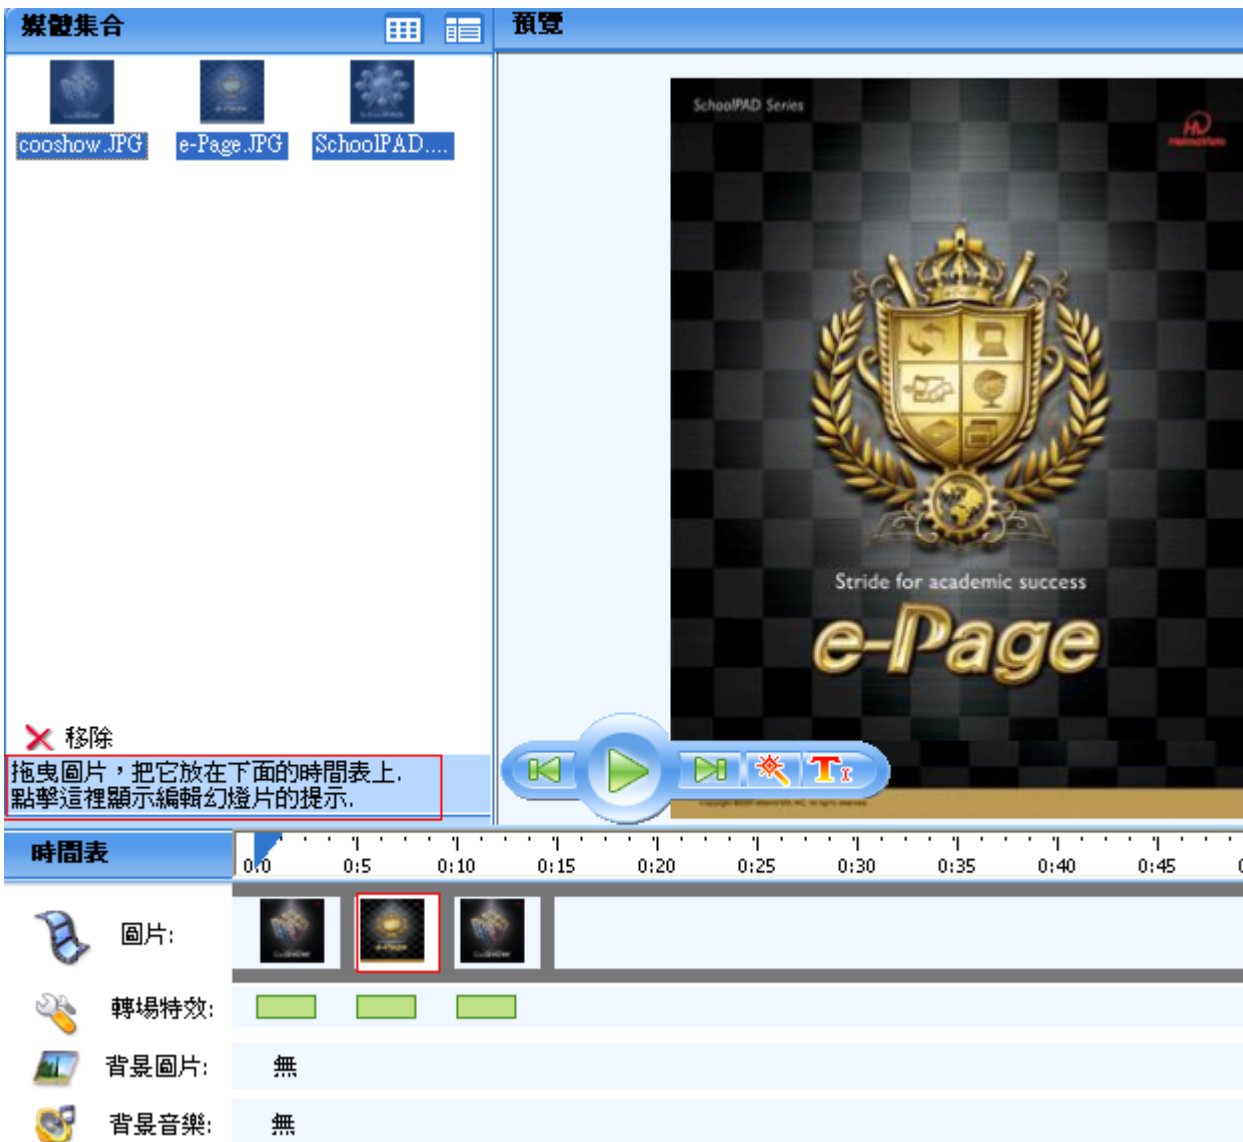 媒體集合
預覽
cooshow.JPG
e-Page.JPG
SchoolPAD....
SchoolPAD Series
Stride for academic success
e-Page
移除
拖曳圖片，把它放在下面的時間表上.
點擊這裡顯示編輯幻燈片的提示.
時間表
0:0 0:5 0:10 0:15 0:20 0:25 0:30 0:35 0:40 0:45
圖片:
轉場特效:
背景圖片:
無
背景音樂:
無